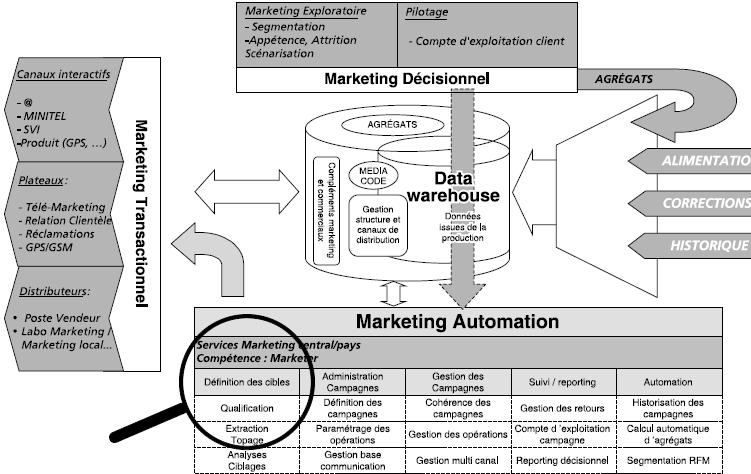 Marketing Exploratoire
- Segmentation
-Appétence, Attrition
Scénarisation
Pilotage
- Compte d'exploitation client
Marketing Décisionnel
AGRÉGATS
Canaux interactifs
- @
- MINITEL
- SVI
-Produit (GPS, ...)
Plateaux :
- Télé-Marketing
- Relation Clientèle
- Réclamations
- GPS/GSM
Distributeurs :
• Poste Vendeur
• Labo Marketing /
Marketing local...
Marketing Transactionnel
AGRÉGATS
Compléments marketing
et commerciaux
MEDIA
CODE
Gestion
structure et
canaux de
distribution
Data
warehouse
Données
issues de la
production
ALIMENTATIO
CORRECTIONS
HISTORIQUE
Marketing Automation
Services Marketing central/pays
Compétence : Marketer
Définition des cibles
Administration
Campagnes
Gestion des
Campagnes
Suivi / reporting
Automation
Qualification
Définition des
campagnes
Cohérence des
campagnes
Gestion des retours
Historisation des
campagnes
Extraction
Topage
Paramétrage des
opérations
Gestion des opérations
Compte d 'exploitation
campagne
Calcul automatique
d 'agrégats
Analyses
Ciblages
Gestion base
communication
Gestion multi canal
Reporting décisionnel
Segmentation RFM